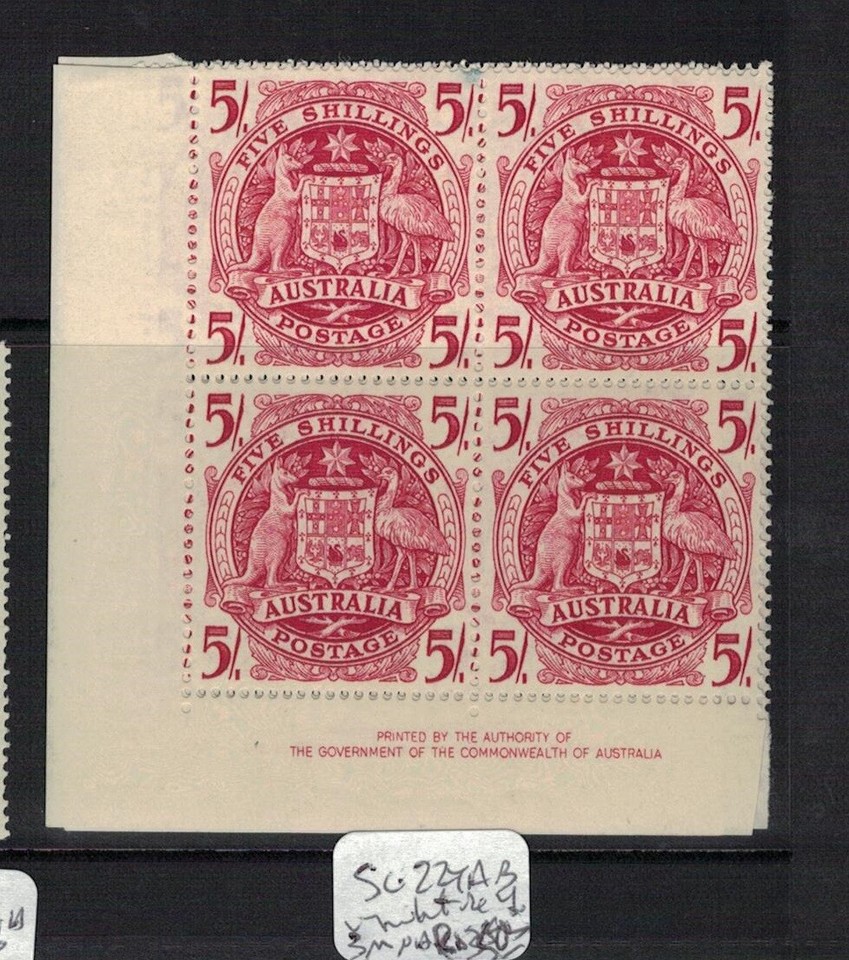 5/. 5/. 5/. 5/.
FIVE SHILLINGS FIVE SHILLINGS
AUSTRALIA AUSTRALIA
POSTAGE POSTAGE
5/. 5/. 5/. 5/.
5/. 5/. 5/. 5/.
FIVE SHILLINGS FIVE SHILLINGS
AUSTRALIA AUSTRALIA
POSTAGE POSTAGE
5/. 5/. 5/. 5/.
PRINTED BY THE AUTHORITY OF
THE GOVERNMENT OF THE COMMONWEALTH OF AUSTRALIA
SG 224AB